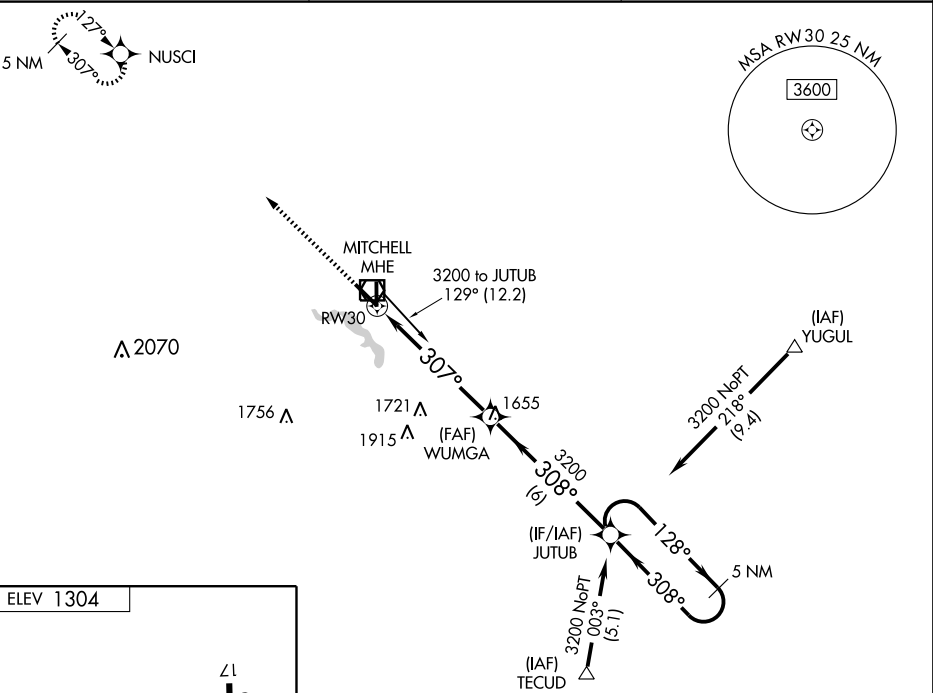 127°
307°
5 NM
NUSCI
MSA RW30 25 NM
3600
MITCHELL
MHE
3200 to JUTUB
129° (12.2)
RW30
307°
2070
(IAF)
YUGUL
3200 NoPT
218°
(9.4)
1756
1721
1915
1655
(FAF)
WUMGA
3200
308°
(6)
(IF/IAF)
JUTUB
128°
308°
5 NM
3200 NoPT
003°
(5.1)
(IAF)
TECUD
ELEV 1304
17